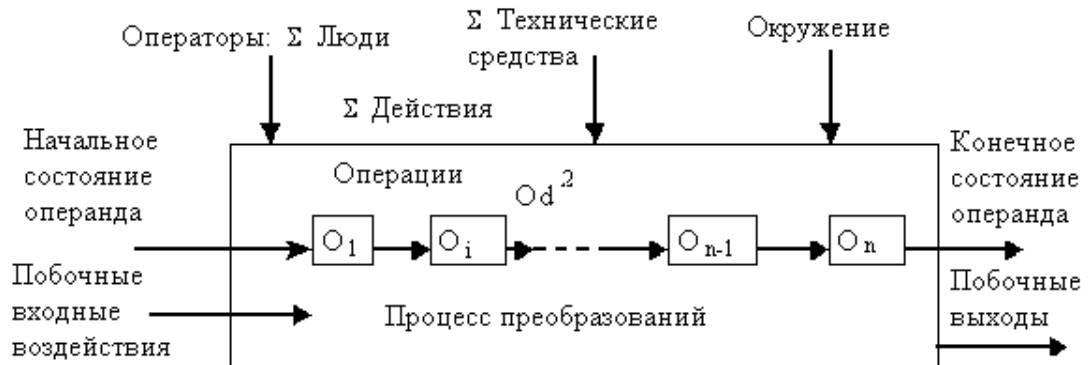 Операторы: Σ Люди
Σ Технические
средства
Окружение
Σ Действия
Начальное
состояние
операнда
Операции
Od 2
Конечное
состояние
операнда
O1
Oi
On-1
On
Побочные
входные
воздействия
Процесс преобразований
Побочные
выходы